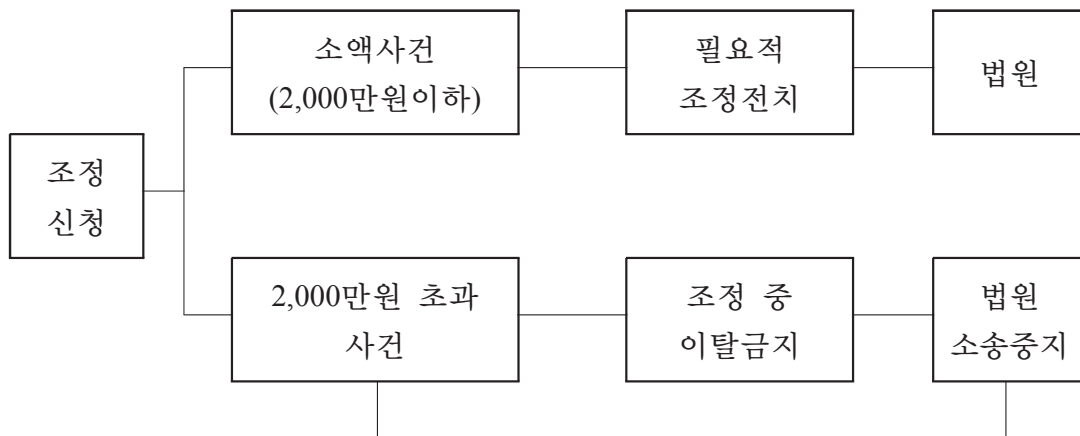 소액사건
(2,000만원이하)
필요적
조정전치
법원
조정
신청
2,000만원 초과
사건
조정 중
이탈금지
법원
소송중지